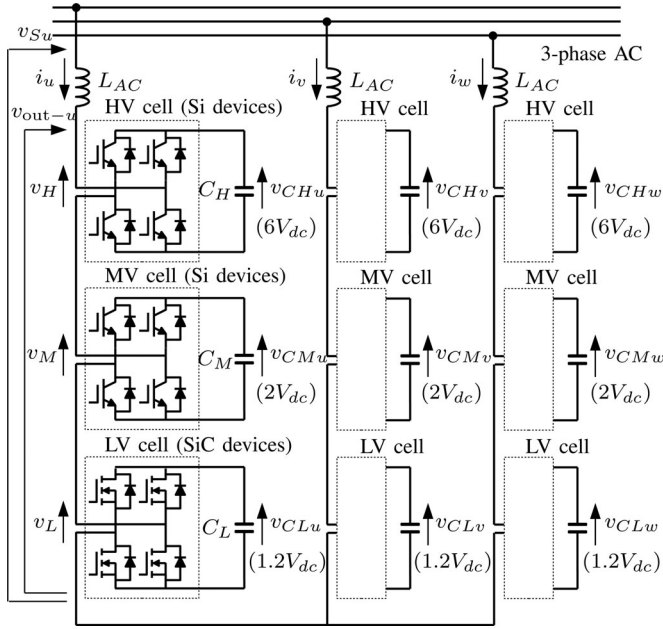 v_{Su}
3-phase AC
i_u L_{AC} i_v L_{AC} i_w L_{AC}
v_{out-u}
HV cell (Si devices) HV cell HV cell
v_H C_H v_{CHu} v_{CHv} v_{CHw}
(6V_{dc}) (6V_{dc}) (6V_{dc})
MV cell (Si devices) MV cell MV cell
v_M C_M v_{CMu} v_{CMv} v_{CMw}
(2V_{dc}) (2V_{dc}) (2V_{dc})
LV cell (SiC devices) LV cell LV cell
v_L C_L v_{CLu} v_{CLv} v_{CLw}
(1.2V_{dc}) (1.2V_{dc}) (1.2V_{dc})